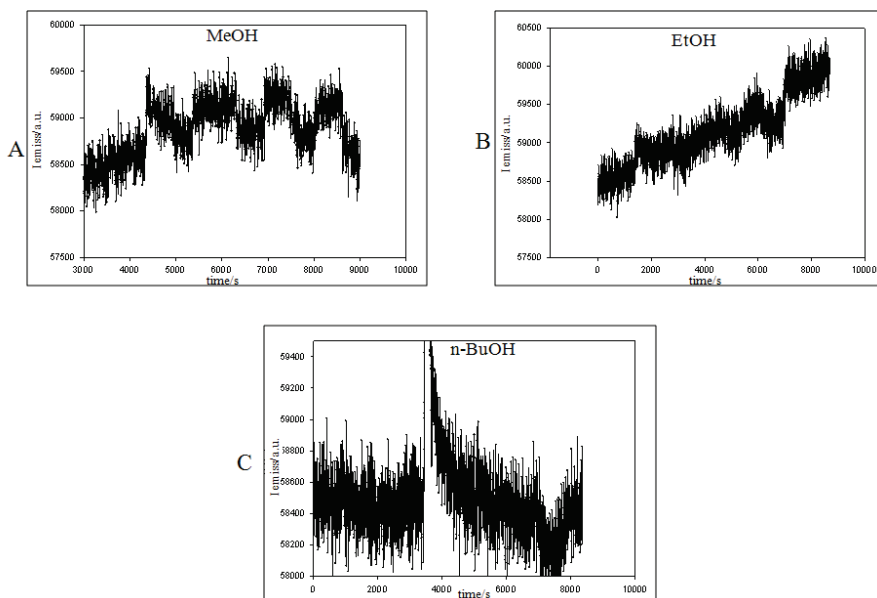 MeOH
A
I emiss/a.u.
60000
59500
59000
58500
58000
57500
3000 4000 5000 6000 7000 8000 9000 10000
time/s
EtOH
B
I emiss/a.u.
60500
60000
59500
59000
58500
58000
57500
0 2000 4000 6000 8000 10000
time/s
n-BuOH
C
I emiss/a.u.
59400
59200
59000
58800
58600
58400
58200
58000
0 2000 4000 6000 8000 10000
time/s